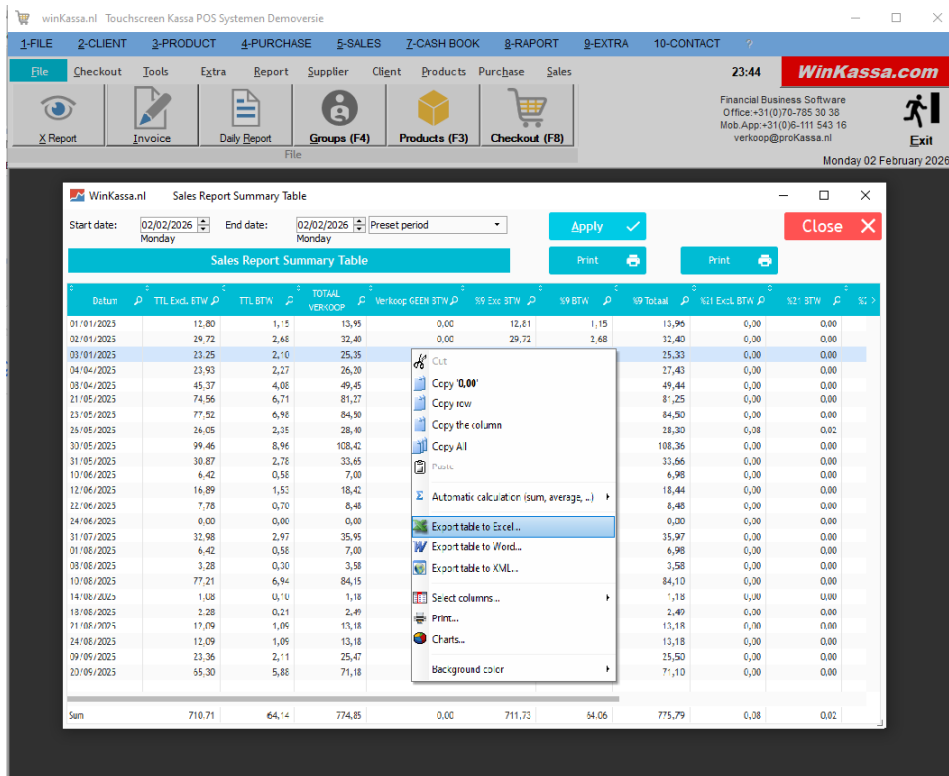 winKassa.nl Touchscreen Kassa POS Systemen Demoversie
1-FILE 2-CLIENT 3-PRODUCT 4-PURCHASE 5-SALES 7-CASH BOOK 8-RAPORT 9-EXTRA 10-CONTACT ?
File Checkout Tools Extra Report Supplier Client Products Purchase Sales 23:44 WinKassa.com
X Report Invoice Daily Report Groups (F4) Products (F3) Checkout (F8)
File
Financial Business Software
Office:+31(0)70-785 30 38
Mob.App:+31(0)6-111 543 16
verkoop@proKassa.nl
Exit
Monday 02 February 2026
WinKassa.nl Sales Report Summary Table
Start date: 02/02/2026 End date: 02/02/2026 Preset period Apply Close
Monday Monday
Sales Report Summary Table Print Print
Datum TTL Excl. BTW TTL BTW TOTAAL VERKOOP Verkoop GEEN BTW %9 Exc BTW %9 BTW %9 Totaal %21 Excl. BTW %21 BTW
01/01/2025 12,80 1,15 13,95 0,00 12,81 1,15 13,96 0,00 0,00
02/01/2025 29,72 2,68 32,40 0,00 29,72 2,68 32,40 0,00 0,00
03/01/2025 23,25 2,10 25,35 25,33 0,00 0,00
04/04/2025 23,93 2,27 26,20 27,43 0,00 0,00
03/04/2025 45,37 4,08 49,45 49,44 0,00 0,00
21/05/2025 74,56 6,71 81,27 81,25 0,00 0,00
23/05/2025 77,52 6,98 84,50 84,50 0,00 0,00
26/05/2025 26,05 2,35 28,40 28,30 0,08 0,02
30/05/2025 99,46 8,96 108,42 108,36 0,00 0,00
31/05/2025 30,87 2,78 33,65 33,66 0,00 0,00
10/06/2025 6,42 0,58 7,00 6,98 0,00 0,00
12/06/2025 16,89 1,53 18,42 18,44 0,00 0,00
22/06/2025 7,78 0,70 8,48 8,48 0,00 0,00
24/06/2025 0,00 0,00 0,00 0,00 0,00 0,00
31/07/2025 32,98 2,97 35,95 35,97 0,00 0,00
01/08/2025 6,42 0,58 7,00 6,98 0,00 0,00
08/08/2025 3,28 0,30 3,58 3,58 0,00 0,00
10/08/2025 77,21 6,94 84,15 84,10 0,00 0,00
14/08/2025 1,08 0,10 1,18 1,18 0,00 0,00
18/08/2025 2,28 0,21 2,49 2,49 0,00 0,00
21/08/2025 12,09 1,09 13,18 13,18 0,00 0,00
24/08/2025 12,09 1,09 13,18 13,18 0,00 0,00
09/09/2025 23,36 2,11 25,47 25,50 0,00 0,00
20/09/2025 65,30 5,88 71,18 71,10 0,00 0,00
Sum 710,71 64,14 774,85 0,00 711,73 64,06 775,79 0,08 0,02
Cut
Copy '0,00'
Copy row
Copy the column
Copy All
Paste
Automatic calculation (sum, average, ..)
Export table to Excel...
Export table to Word...
Export table to XML...
Select columns...
Print...
Charts...
Background color